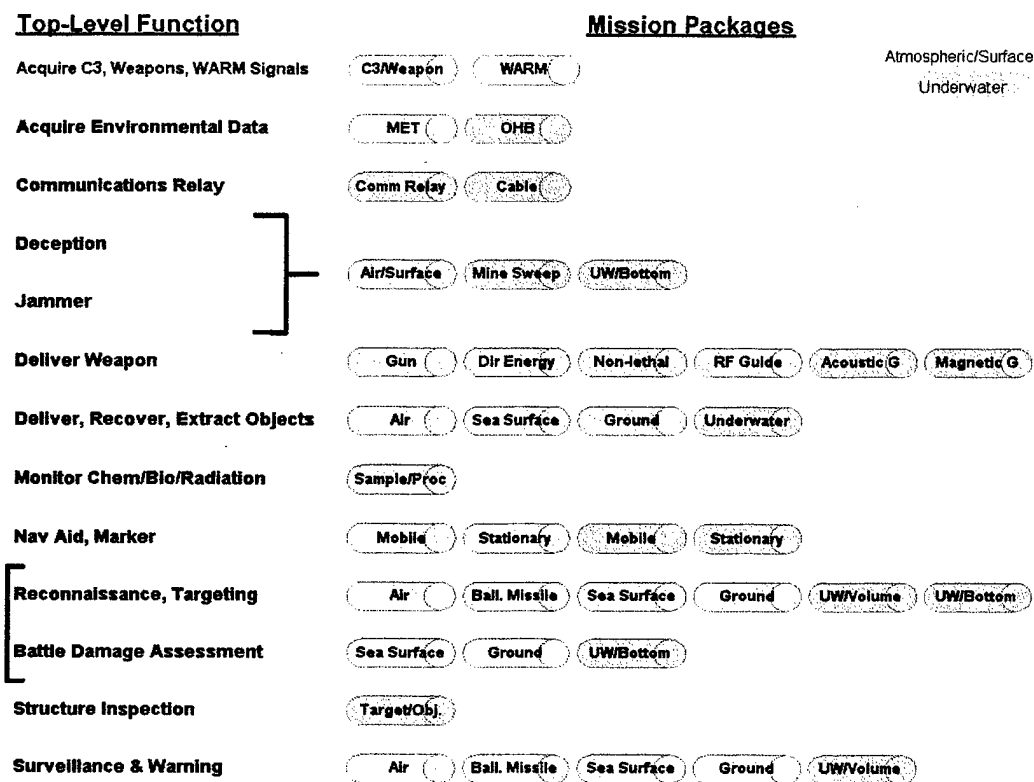 Top-Level Function Mission Packages
Atmospheric/Surface
Underwater
Acquire C3, Weapons, WARM Signals C3/Weapon WARM
Acquire Environmental Data MET OHB
Communications Relay Comm Relay Cable
Deception
Air/Surface Mine Sweep UW/Bottom
Jammer
Deliver Weapon Gun Dir Energy Non-lethal RF Guide Acoustic G Magnetic G
Deliver, Recover, Extract Objects Air Sea Surface Ground Underwater
Monitor Chem/Bio/Radiation Sample/Proc
Nav Aid, Marker Mobile Stationary Mobile Stationary
Reconnaissance, Targeting Air Ball. Missile Sea Surface Ground UW/Volume UW/Bottom
Battle Damage Assessment Sea Surface Ground UW/Bottom
Structure Inspection Target/Obj.
Surveillance & Warning Air Ball. Missile Sea Surface Ground UW/Volume